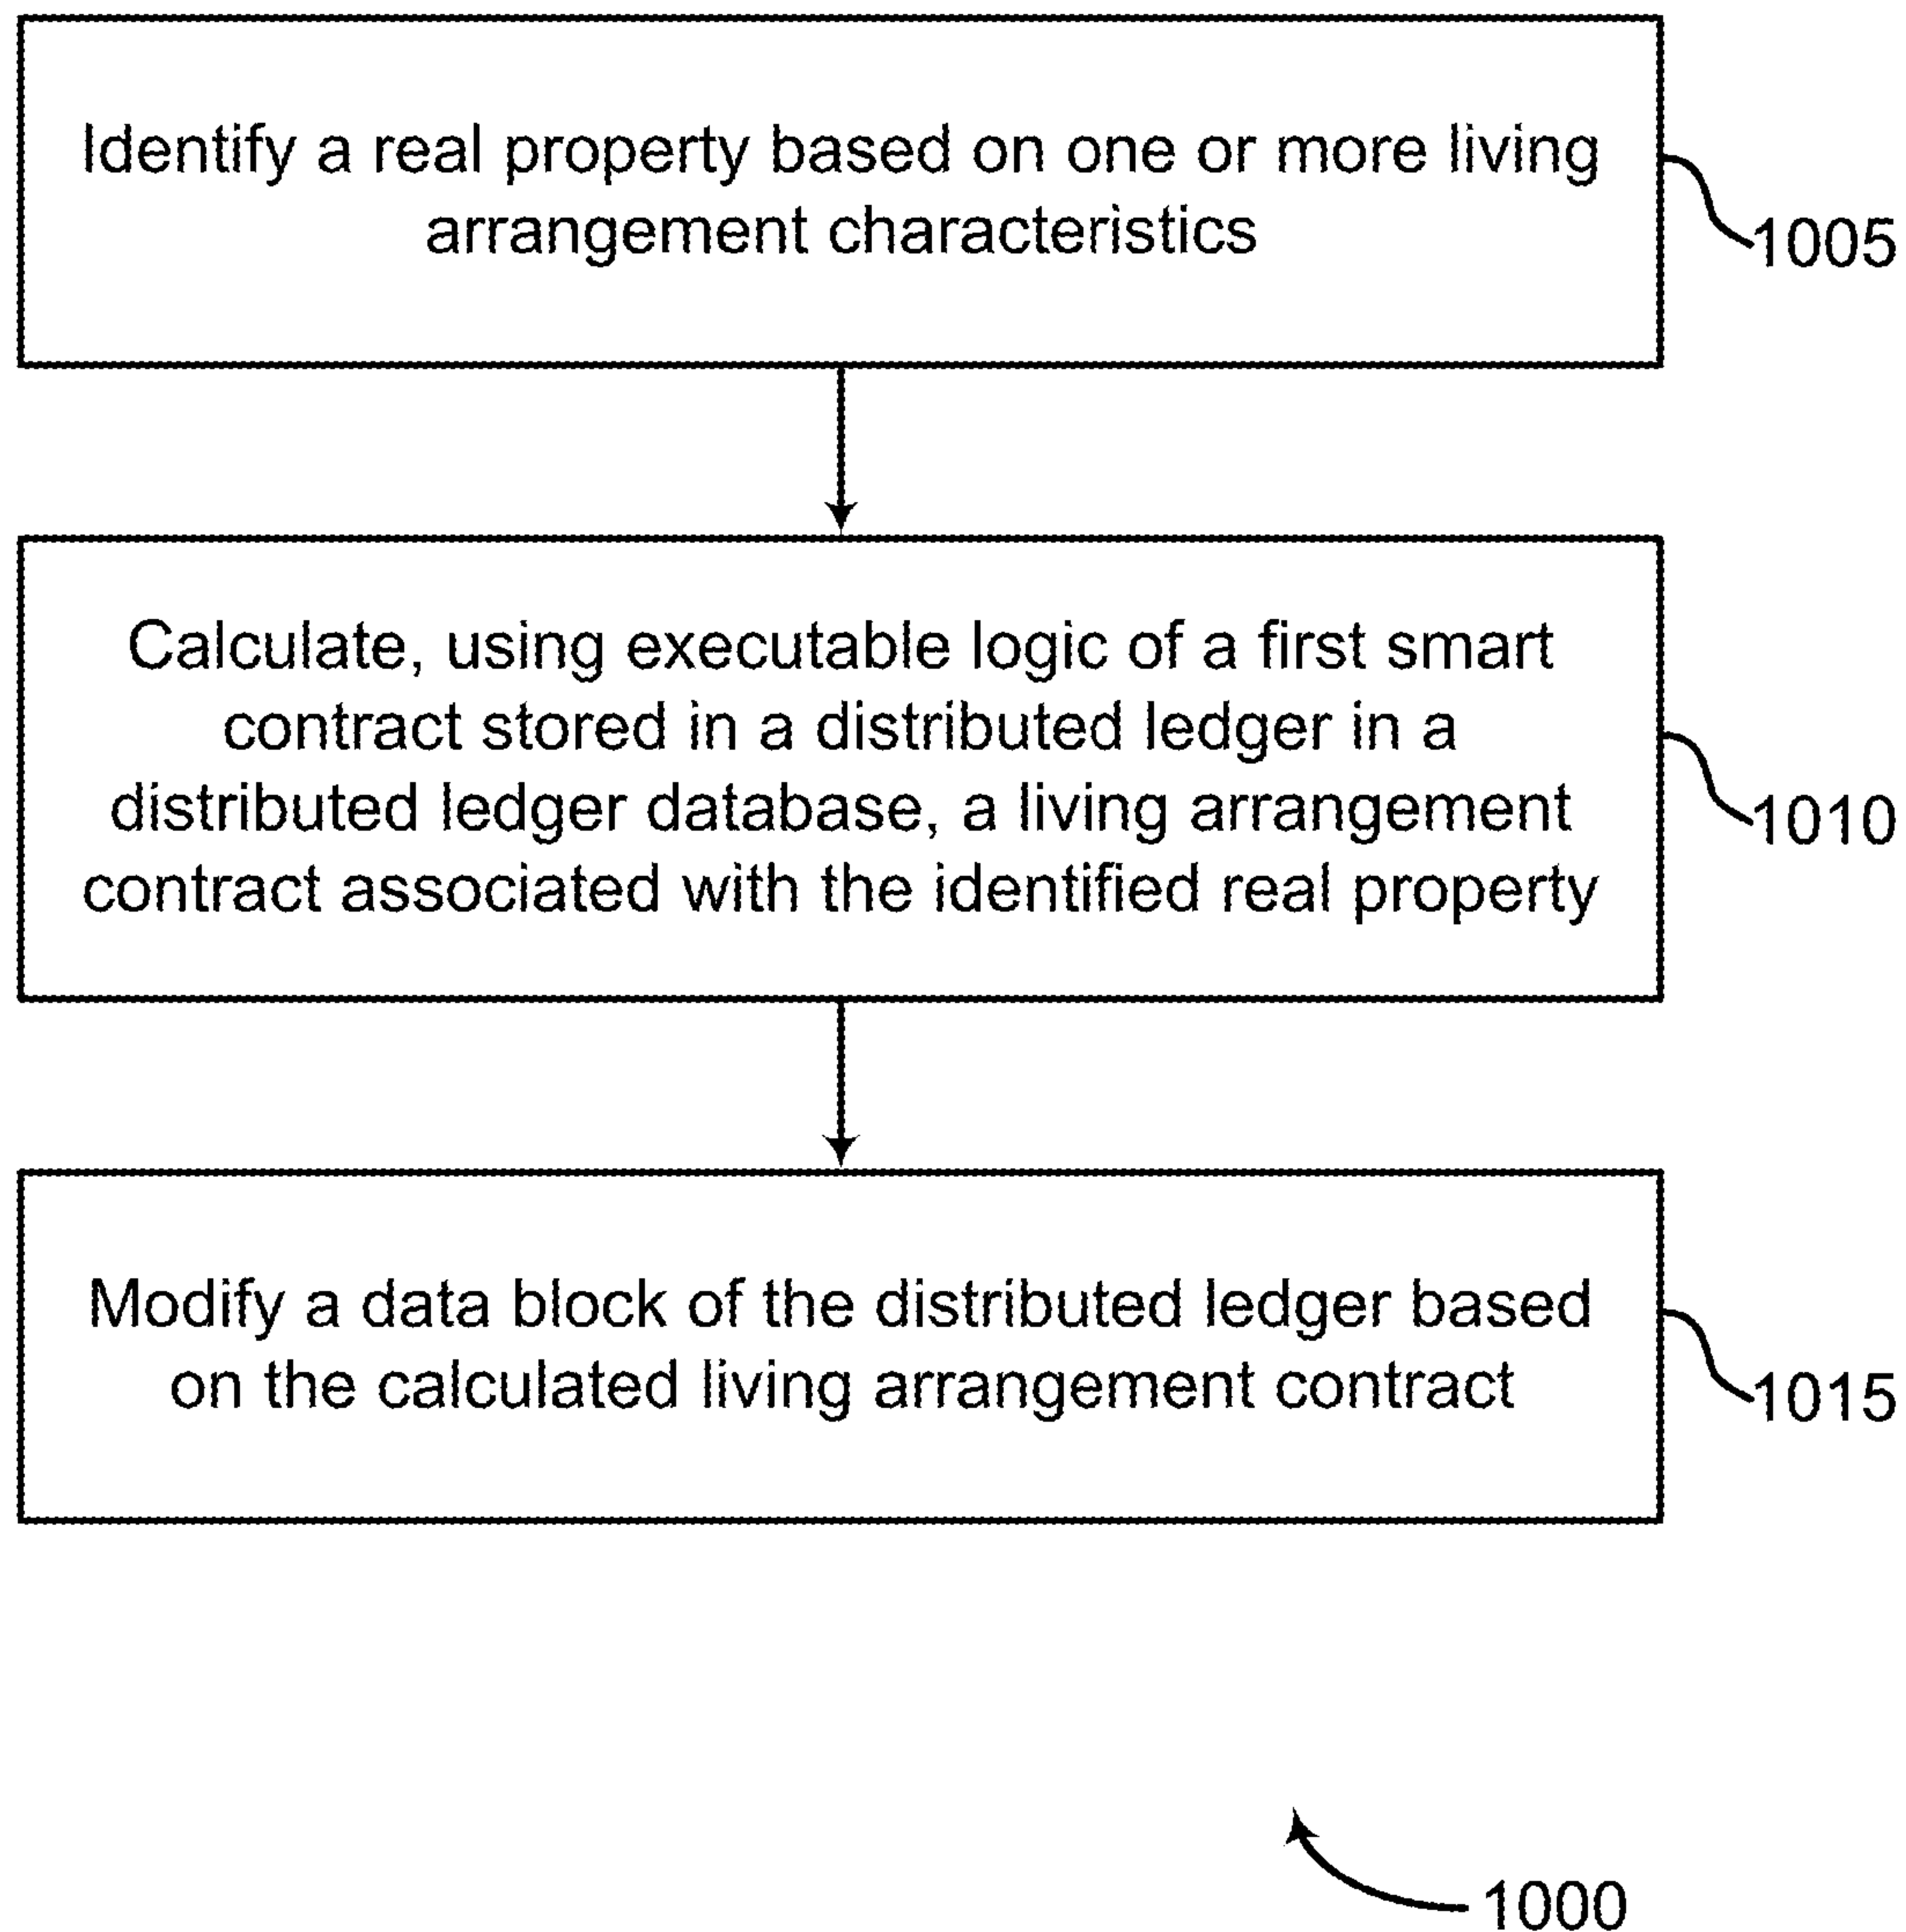 Identify a real property based on one or more living
arrangement characteristics
1005
Calculate, using executable logic of a first smart
contract stored in a distributed ledger in a
distributed ledger database, a living arrangement
contract associated with the identified real property
1010
Modify a data block of the distributed ledger based
on the calculated living arrangement contract
1015
1000